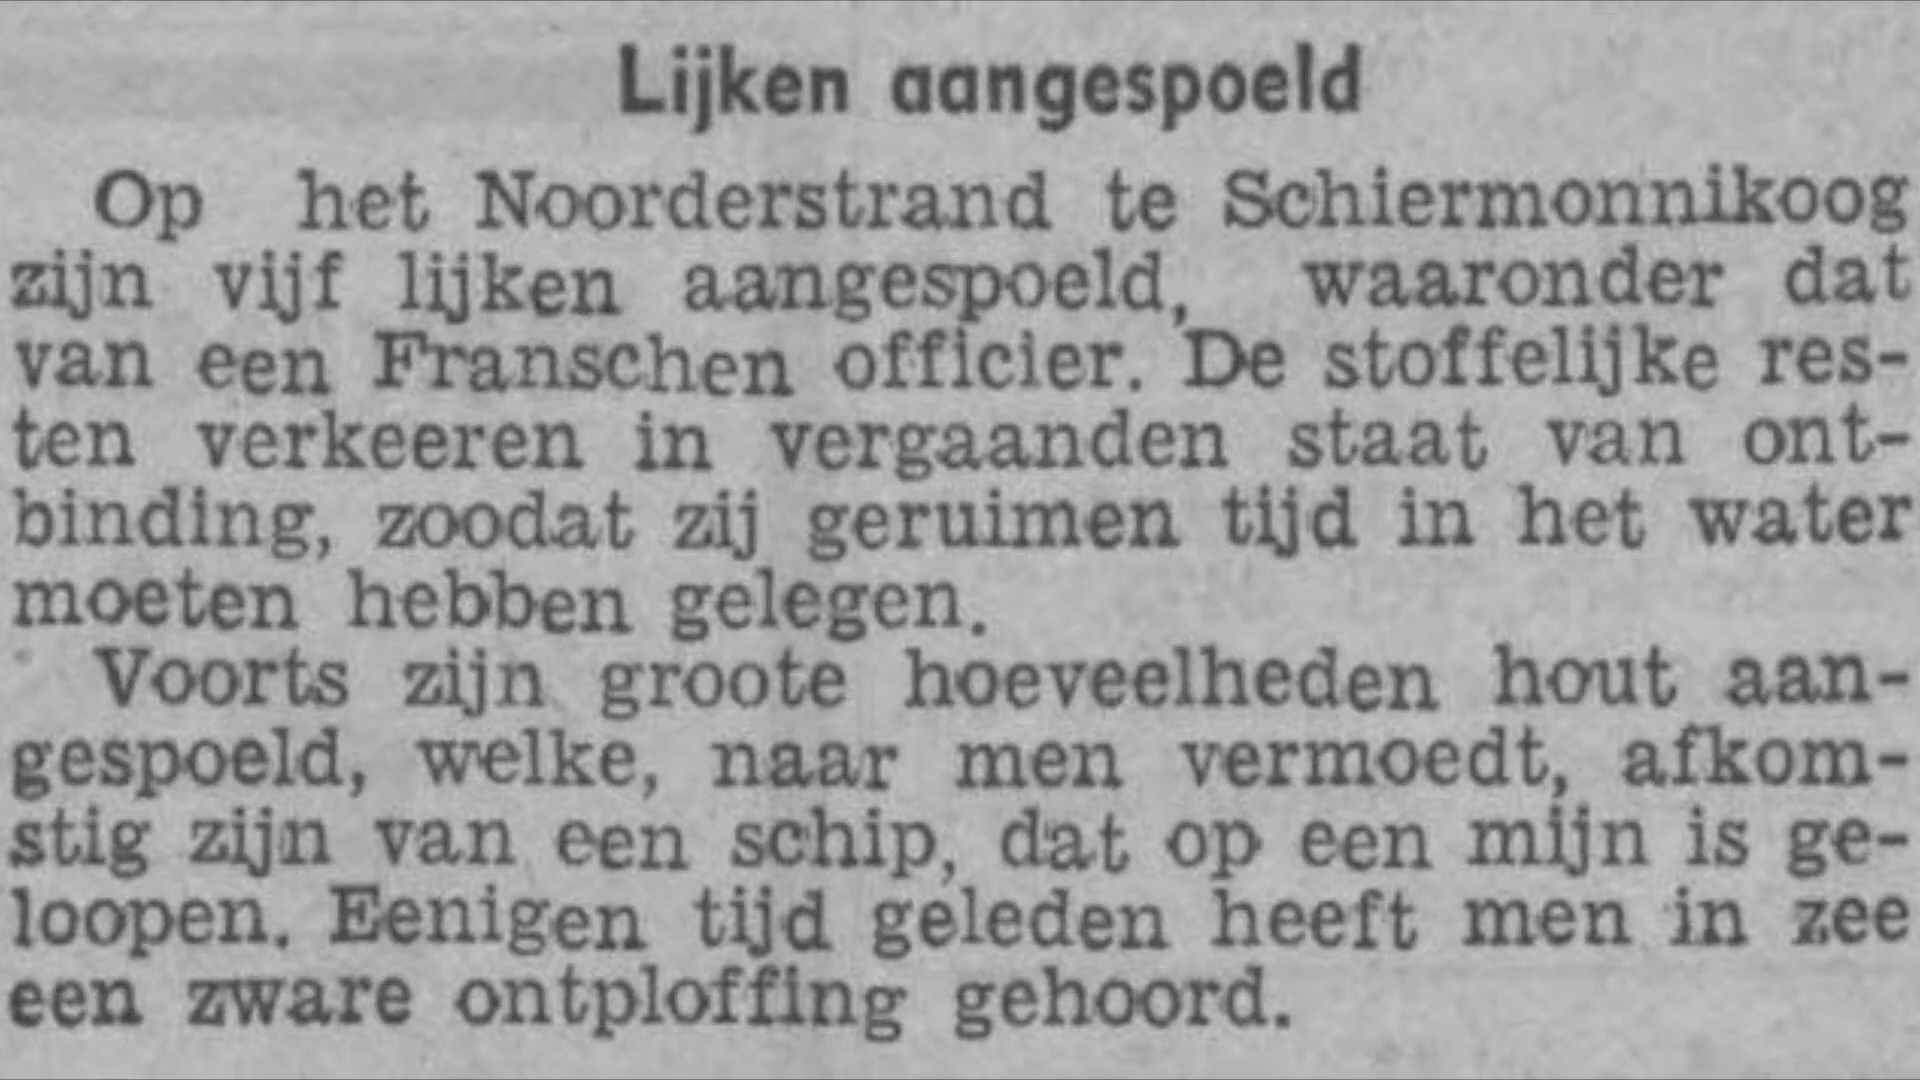 Lijken aangespoeld
Op het Noorderstrand te Schiermonnikoog
zijn vijf lijken aangespoeld, waaronder dat
van een Franschen officier. De stoffelijke res-
ten verkeeren in vergaanden staat van ont-
binding, zoodat zij geruimen tijd in het water
moeten hebben gelegen.
Voorts zijn groote hoeveelheden hout aan-
gespoeld, welke, naar men vermoedt, afkom-
stig zijn van een schip, dat op een mijn is ge-
loopen. Eenigen tijd geleden heeft men in zee
een zware ontploffing gehoord.